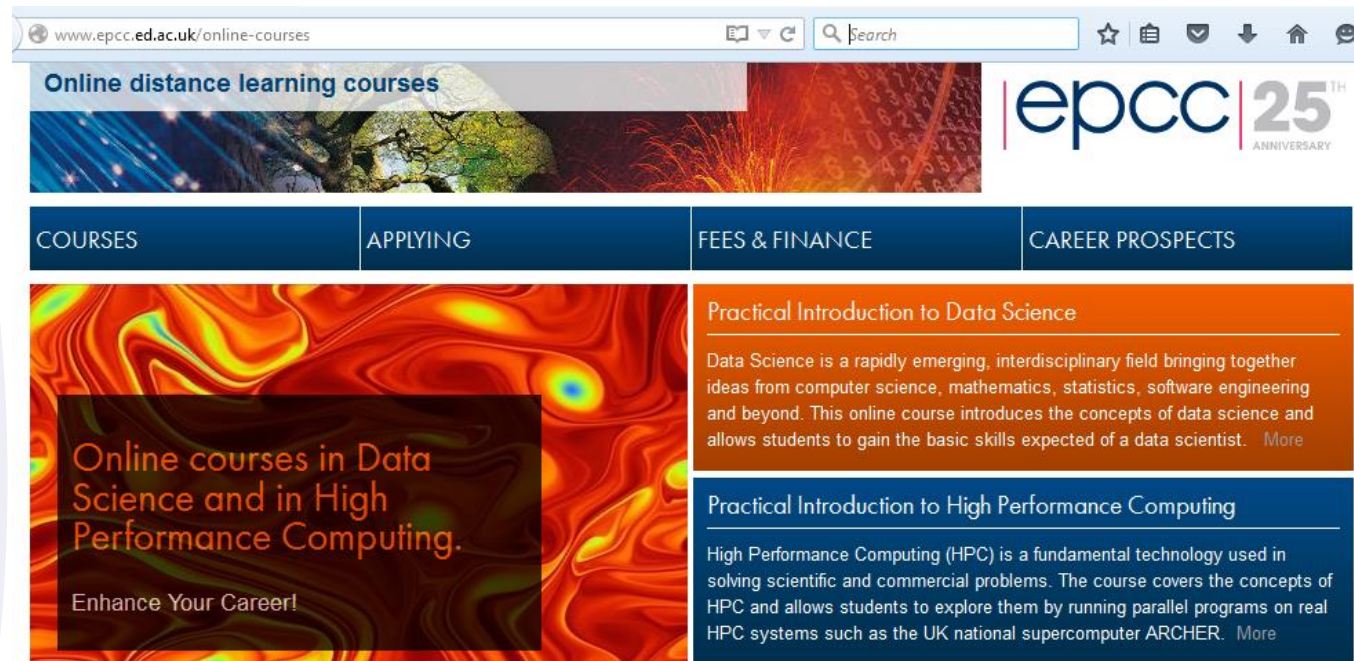 www.epcc.ed.ac.uk/online-courses
Search
Online distance learning courses
epcc 25TH
ANNIVERSARY
COURSES
APPLYING
FEES & FINANCE
CAREER PROSPECTS
Online courses in Data
Science and in High
Performance Computing.
Enhance Your Career!
Practical Introduction to Data Science
Data Science is a rapidly emerging, interdisciplinary field bringing together
ideas from computer science, mathematics, statistics, software engineering
and beyond. This online course introduces the concepts of data science and
allows students to gain the basic skills expected of a data scientist. More
Practical Introduction to High Performance Computing
High Performance Computing (HPC) is a fundamental technology used in
solving scientific and commercial problems. The course covers the concepts of
HPC and allows students to explore them by running parallel programs on real
HPC systems such as the UK national supercomputer ARCHER. More